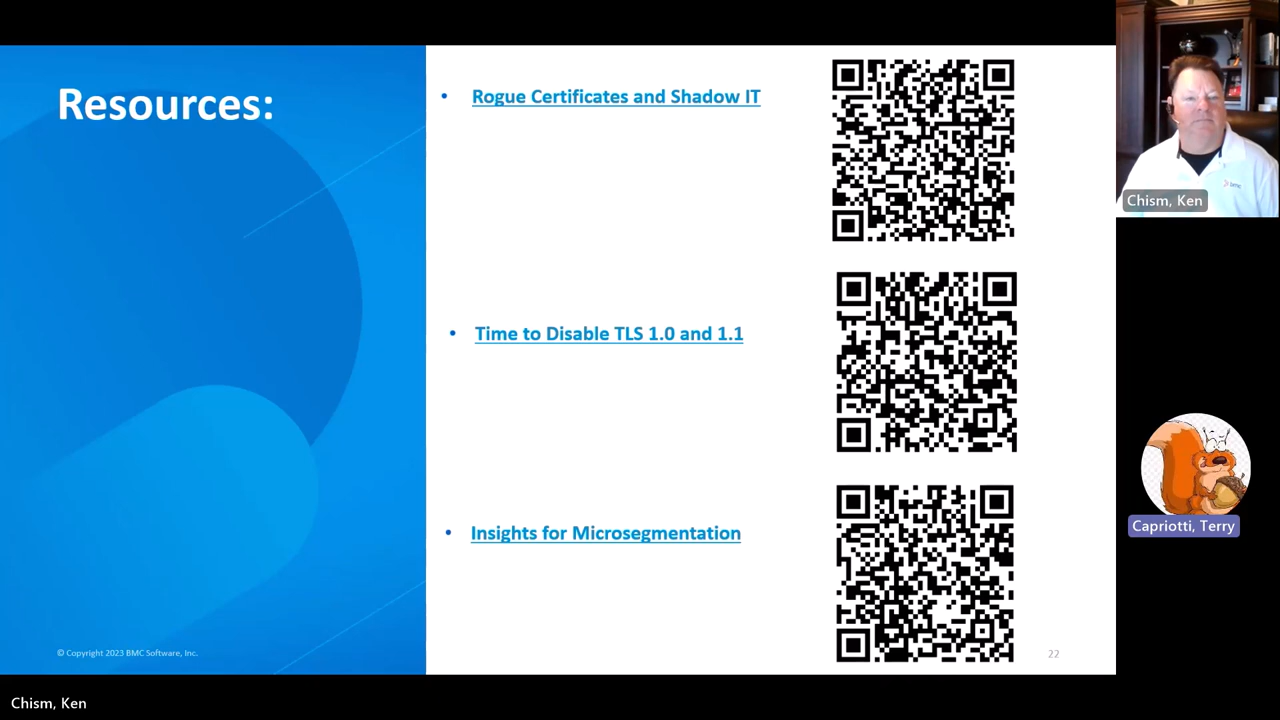 Resources:
• Rogue Certificates and Shadow IT
• Time to Disable TLS 1.0 and 1.1
• Insights for Microsegmentation
© Copyright 2023 BMC Software, Inc.
22
bmc
Chism, Ken
Capriotti, Terry
Chism, Ken